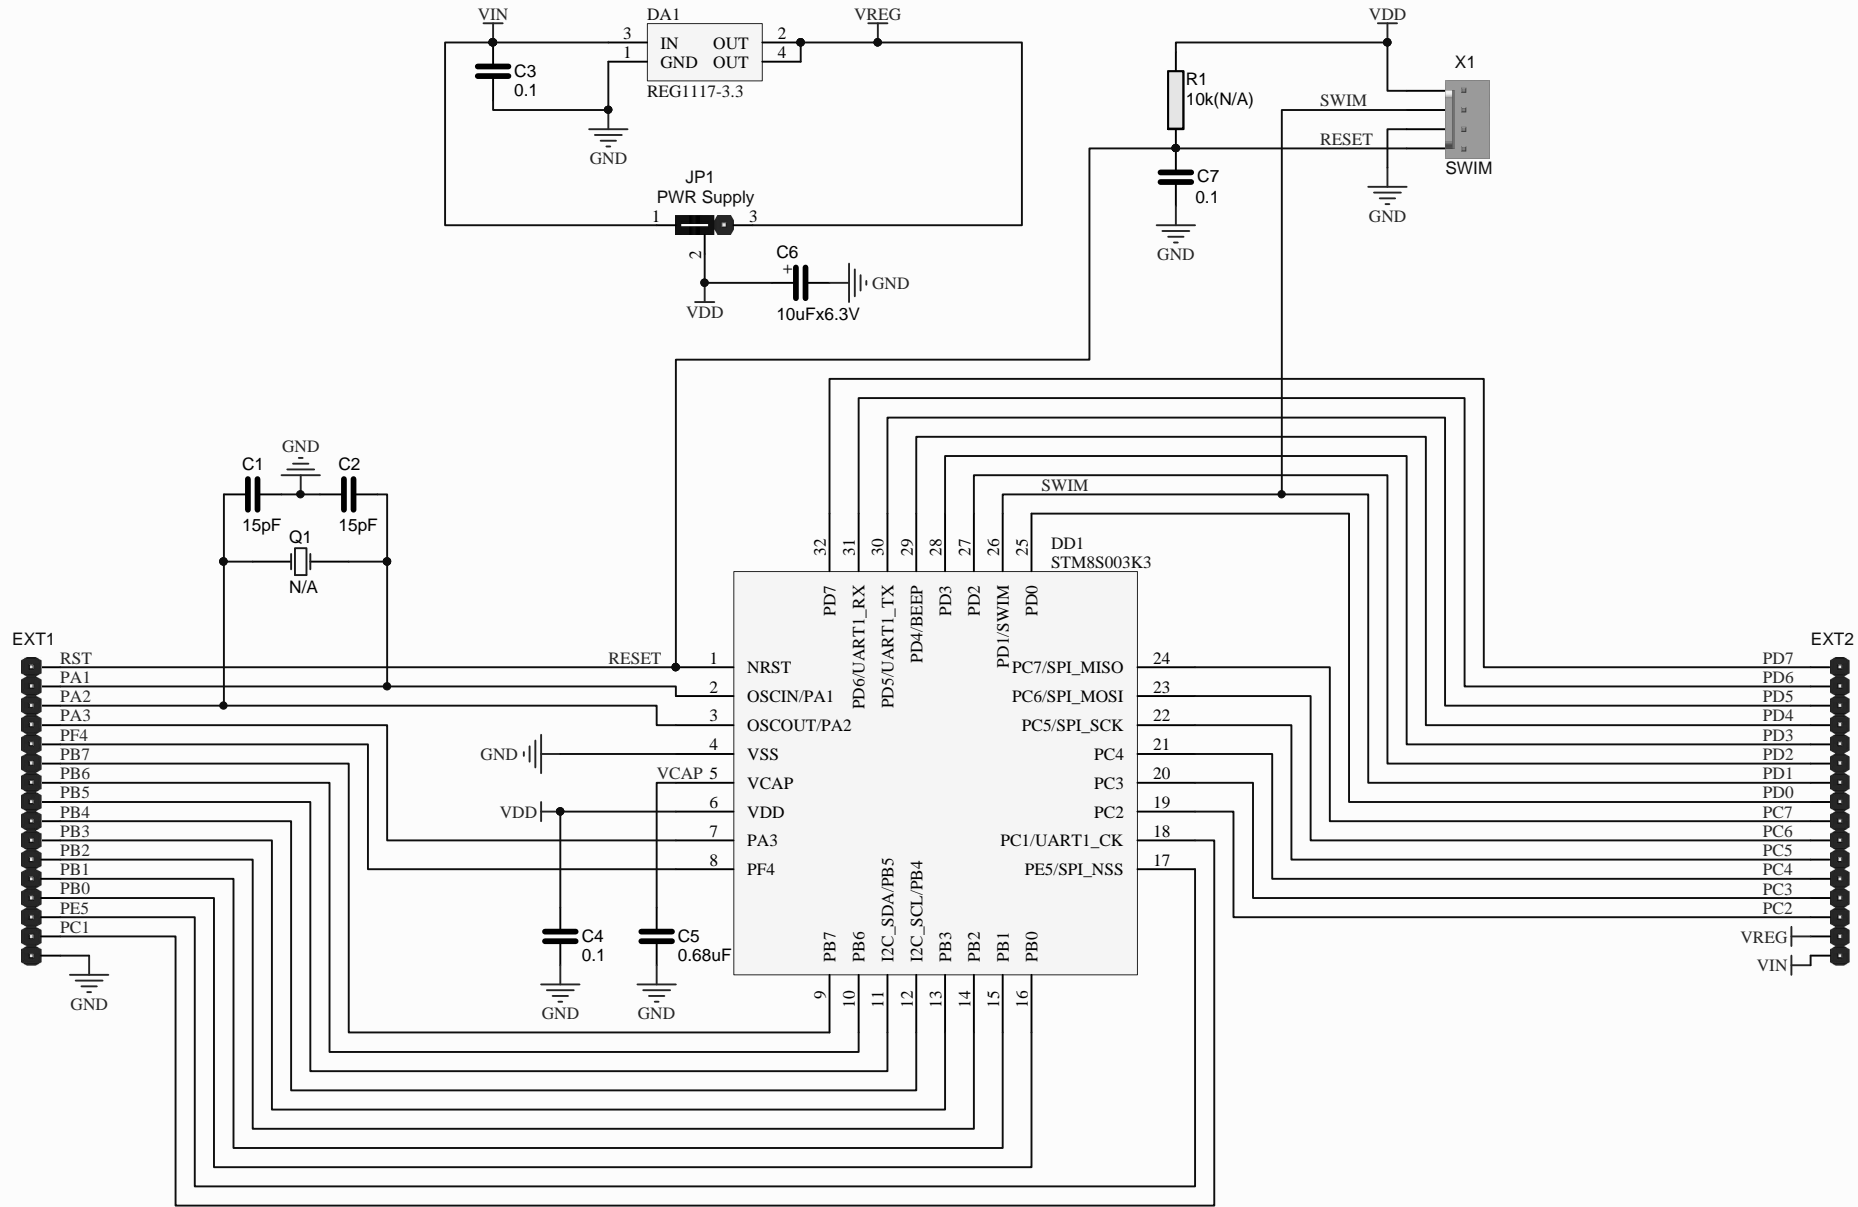 VIN
DA1
VREG
VDD
3
IN
OUT
2
1
GND
OUT
4
C3
0.1
REG1117-3.3
GND
X1
R1
10k(N/A)
SWIM
RESET
SWIM
C7
0.1
GND
GND
JP1
PWR Supply
1
3
2
C6
+
GND
VDD
10uFx6.3V
GND
C1
C2
15pF
15pF
Q1
N/A
SWIM
32
31
30
29
28
27
26
25
DD1
STM8S003K3
PD7
PD6/UART1_RX
PD5/UART1_TX
PD4/BEEP
PD3
PD2
PD1/SWIM
PD0
EXT1
RST
PA1
PA2
PA3
PF4
PB7
PB6
PB5
PB4
PB3
PB2
PB1
PB0
PE5
PC1
GND
RESET
1
NRST
2
OSCIN/PA1
3
OSCOUT/PA2
GND
4
VSS
VCAP
5
VCAP
VDD
6
VDD
7
PA3
8
PF4
PC7/SPI_MISO
24
PC6/SPI_MOSI
23
PC5/SPI_SCK
22
PC4
21
PC3
20
PC2
19
PC1/UART1_CK
18
PE5/SPI_NSS
17
C4
0.1
GND
C5
0.68uF
GND
PB7
PB6
I2C_SDA/PB5
I2C_SCL/PB4
PB3
PB2
PB1
PB0
9
10
11
12
13
14
15
16
EXT2
PD7
PD6
PD5
PD4
PD3
PD2
PD1
PD0
PC7
PC6
PC5
PC4
PC3
PC2
VREG
VIN